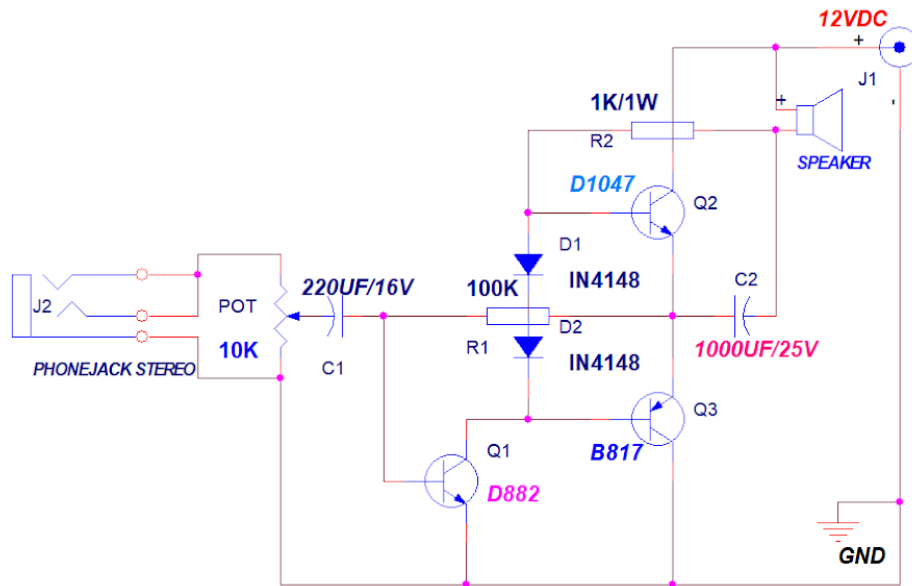 12VDC
+
+
J1
-
1K/1W
R2
SPEAKER
D1047
Q2
D1
IN4148
220UF/16V
100K
C2
J2
POT
D2
R1
10K
C1
IN4148
1000UF/25V
PHONEJACK STEREO
Q1
Q3
B817
D882
GND